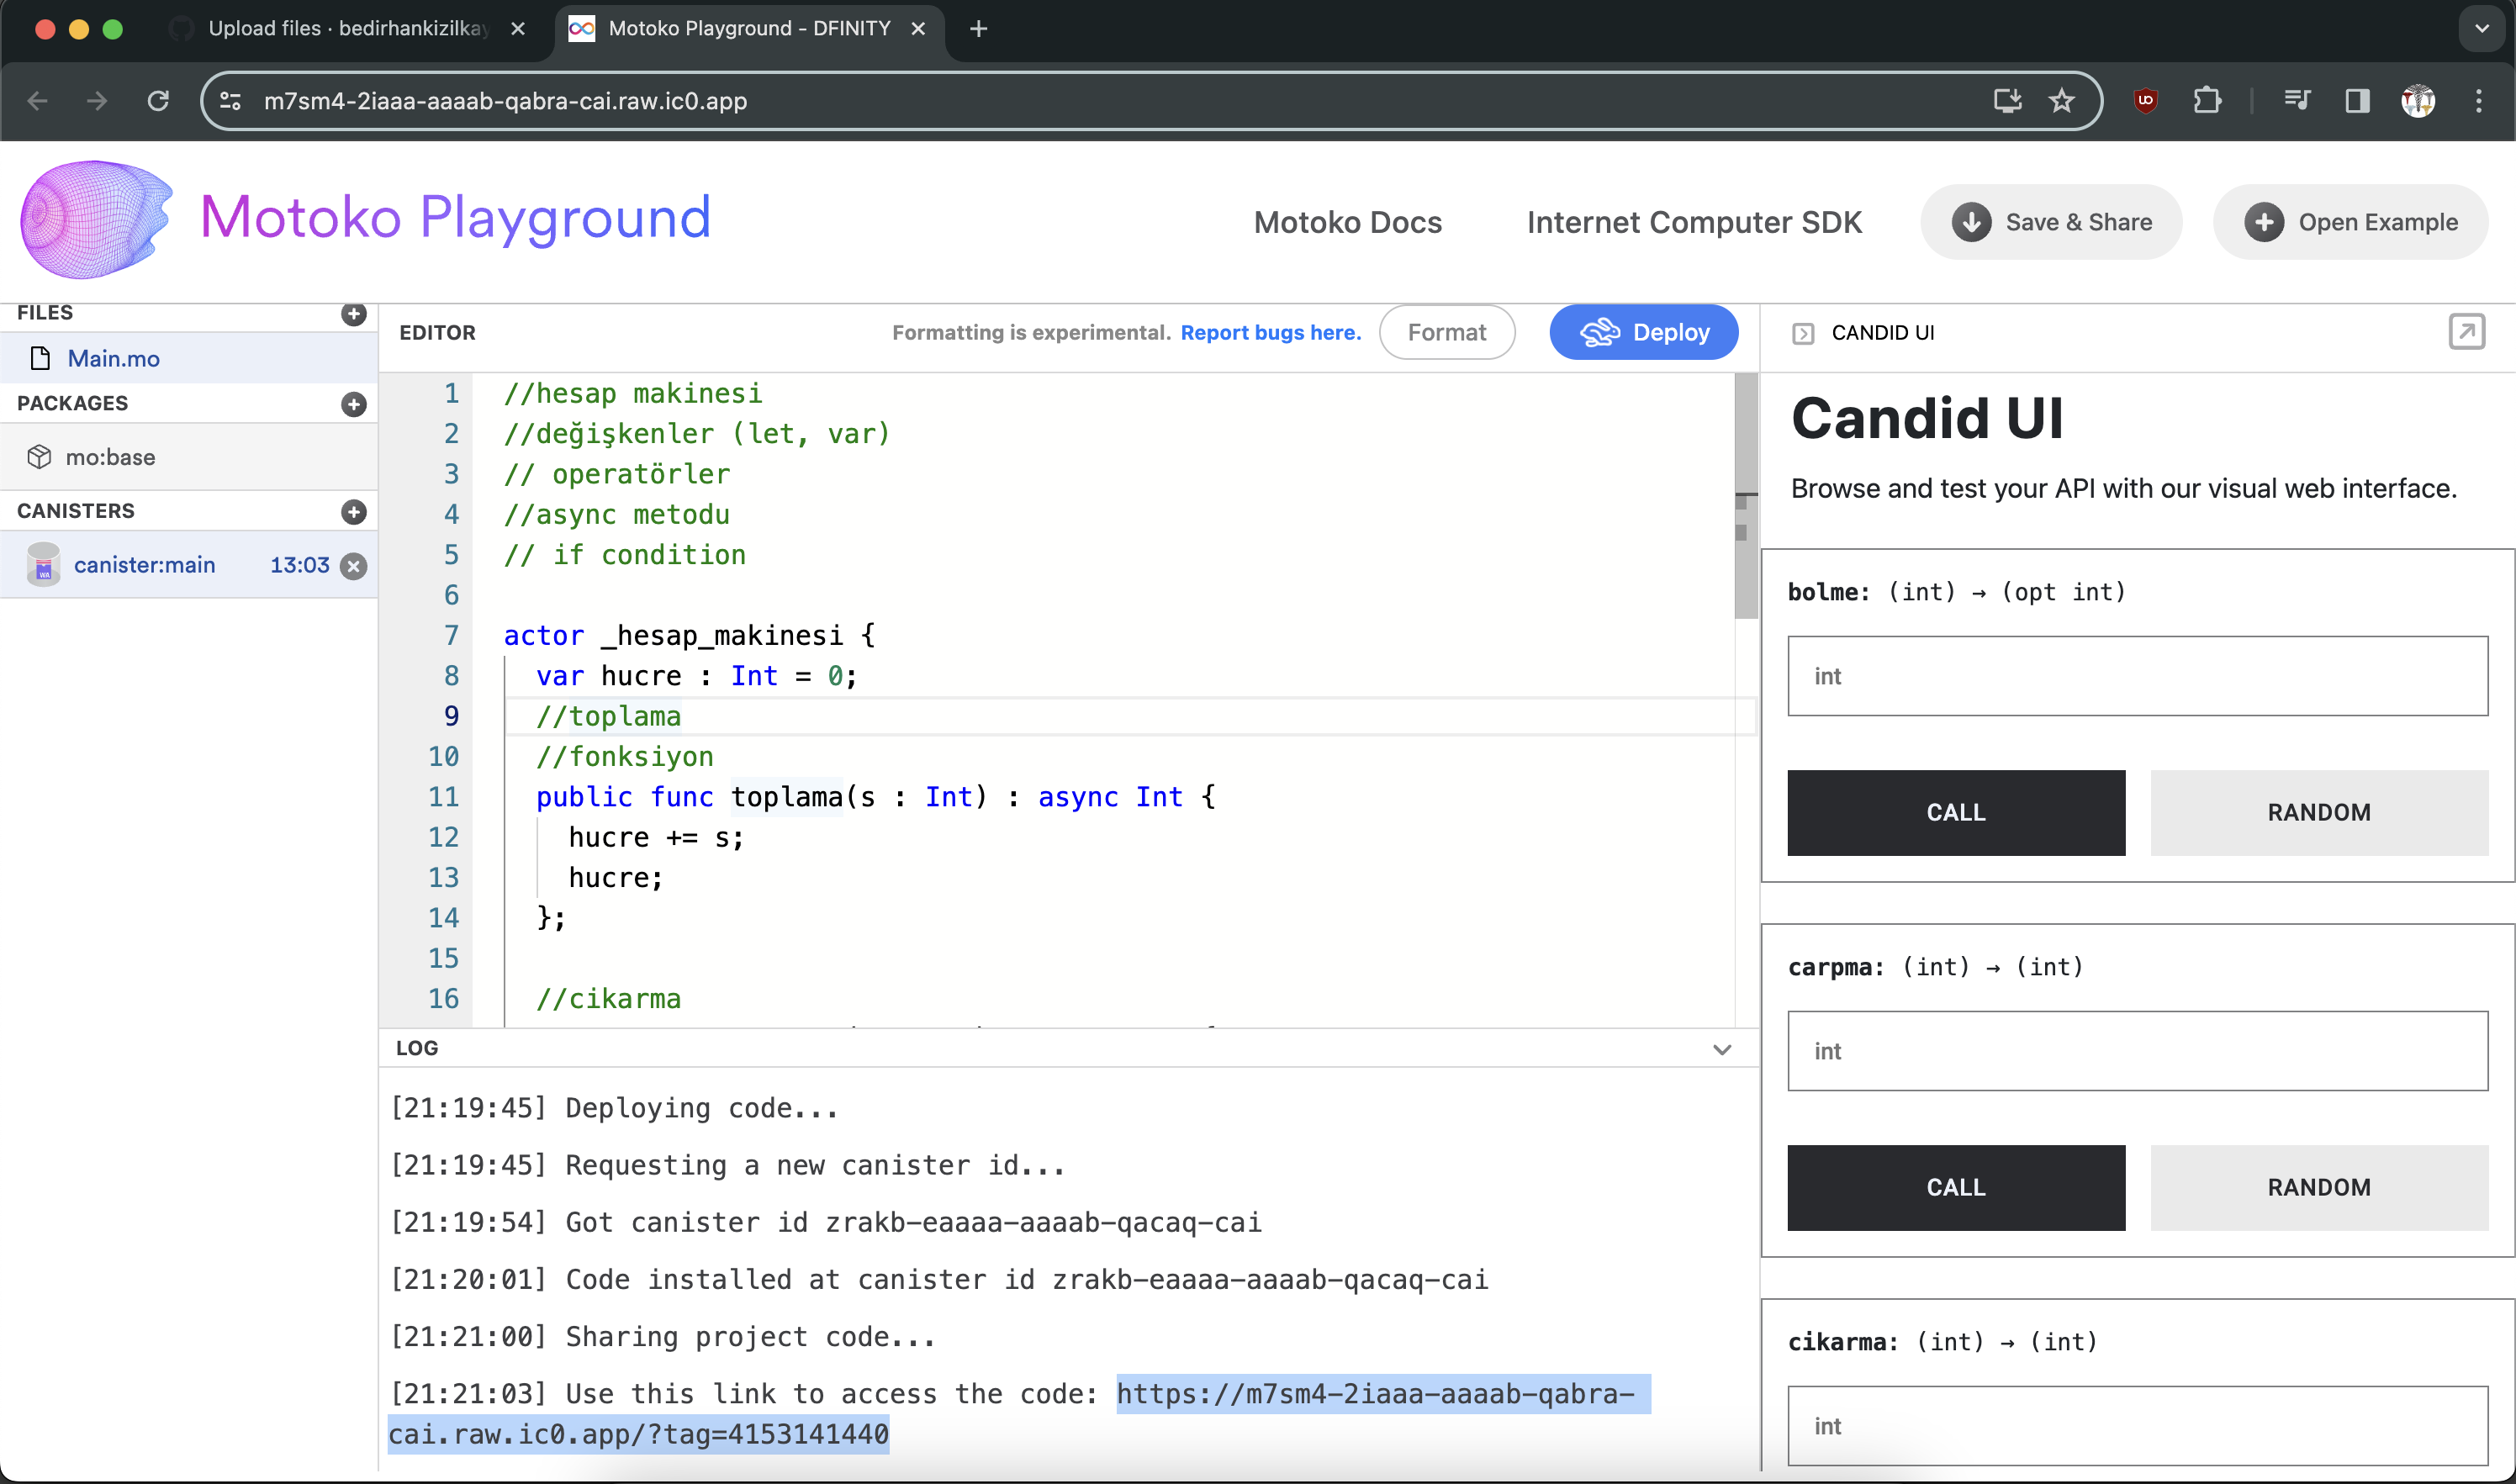 Upload files · bedirhankizilkay
Motoko Playground - DFINITY
m7sm4-2iaaa-aaaab-qabra-cai.raw.ic0.app
Motoko Playground
Motoko Docs
Internet Computer SDK
Save & Share
Open Example
FILES
Main.mo
PACKAGES
mo:base
CANISTERS
canister:main 13:03
EDITOR
Formatting is experimental. Report bugs here.
Format
Deploy
1 //hesap makinesi
2 //değişkenler (let, var)
3 // operatörler
4 //async metodu
5 // if condition
6
7 actor _hesap_makinesi {
8 var hucre : Int = 0;
9 //toplama
10 //fonksiyon
11 public func toplama(s : Int) : async Int {
12 hucre += s;
13 hucre;
14 };
15
16 //cikarma
LOG
[21:19:45] Deploying code...
[21:19:45] Requesting a new canister id...
[21:19:54] Got canister id zrakb-eaaaa-aaaab-qacaq-cai
[21:20:01] Code installed at canister id zrakb-eaaaa-aaaab-qacaq-cai
[21:21:00] Sharing project code...
[21:21:03] Use this link to access the code: https://m7sm4-2iaaa-aaaab-qabra-
cai.raw.ic0.app/?tag=4153141440
CANDID UI
Candid UI
Browse and test your API with our visual web interface.
bolme: (int) → (opt int)
int
CALL
RANDOM
carpma: (int) → (int)
int
CALL
RANDOM
cikarma: (int) → (int)
int